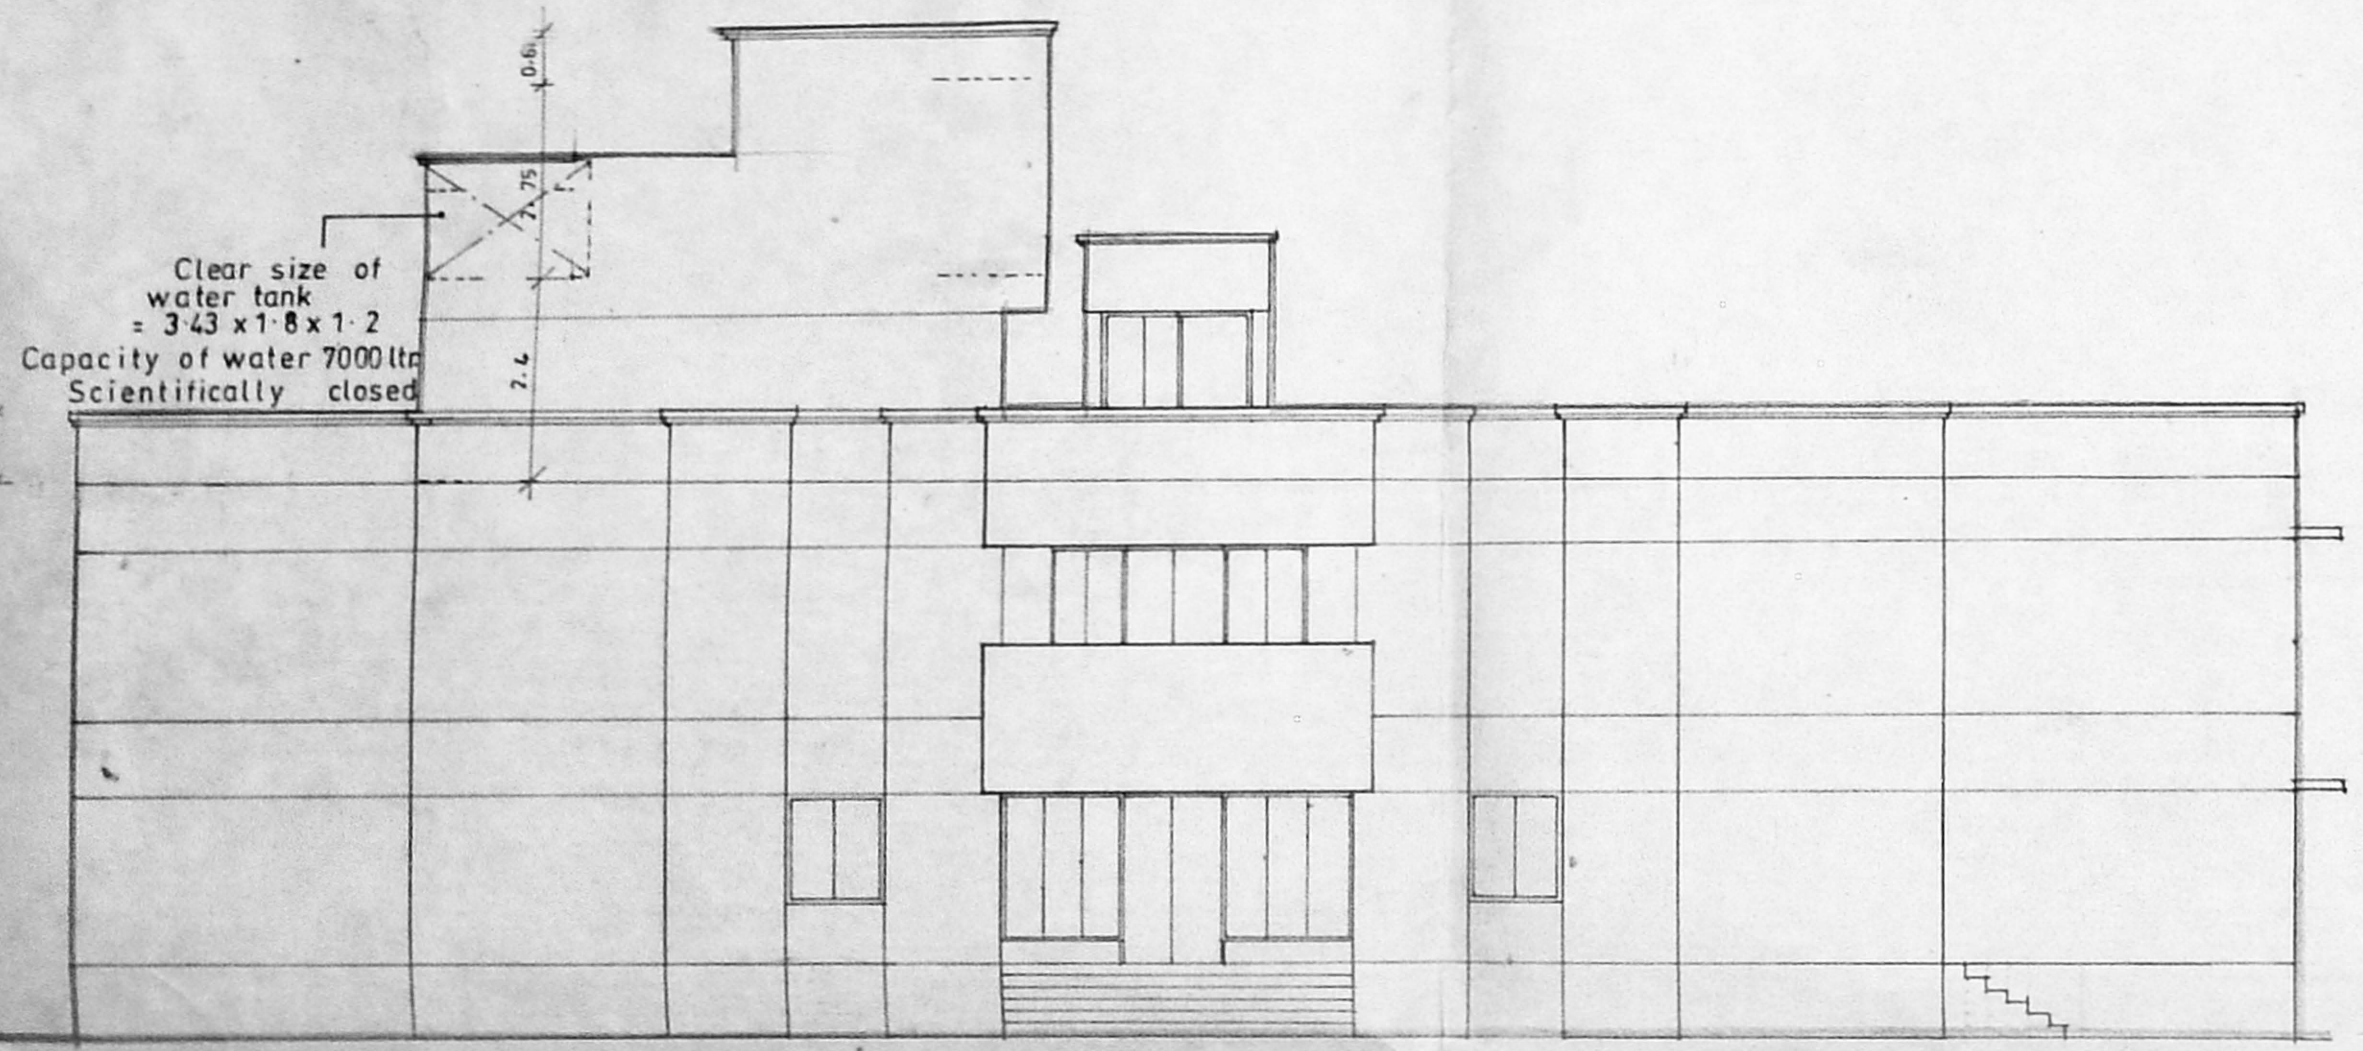 0·6
2.75
Clear size of
water tank
= 3·43 x 1·8 x 1·2
Capacity of water 7000 ltr
Scientifically closed
2.4